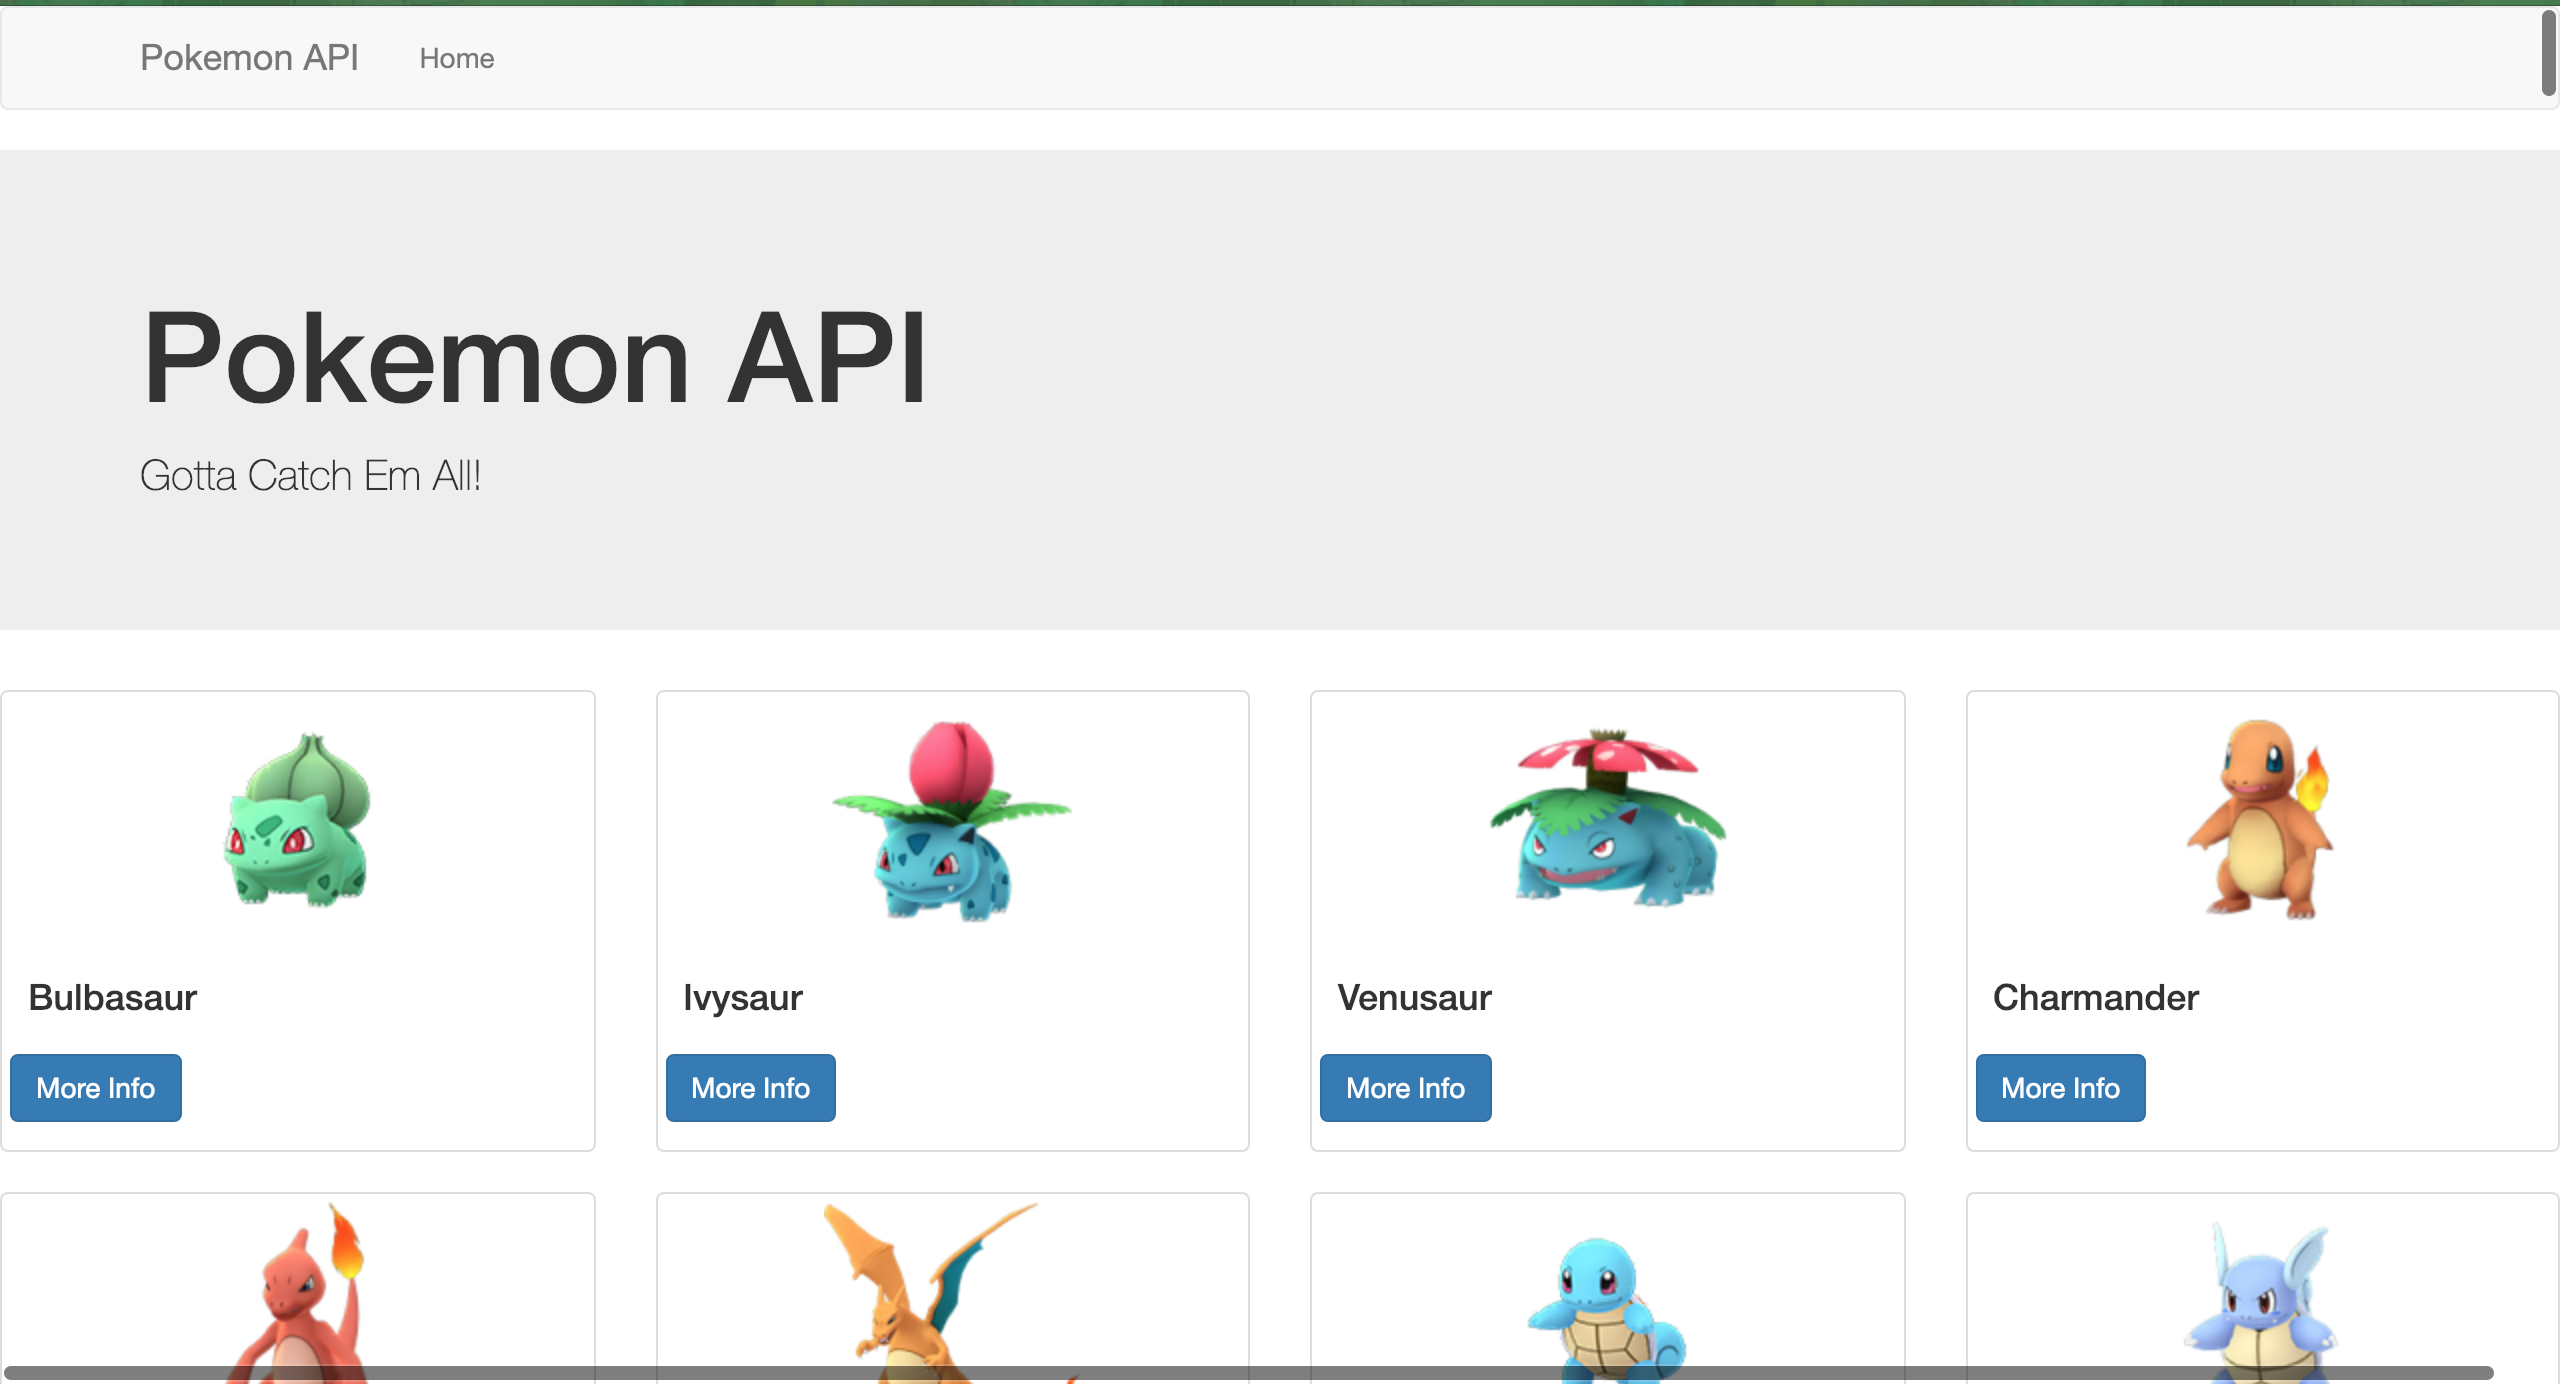 Pokemon API Home
Pokemon API
Gotta Catch Em All!
Bulbasaur Ivysaur Venusaur Charmander
More Info More Info More Info More Info